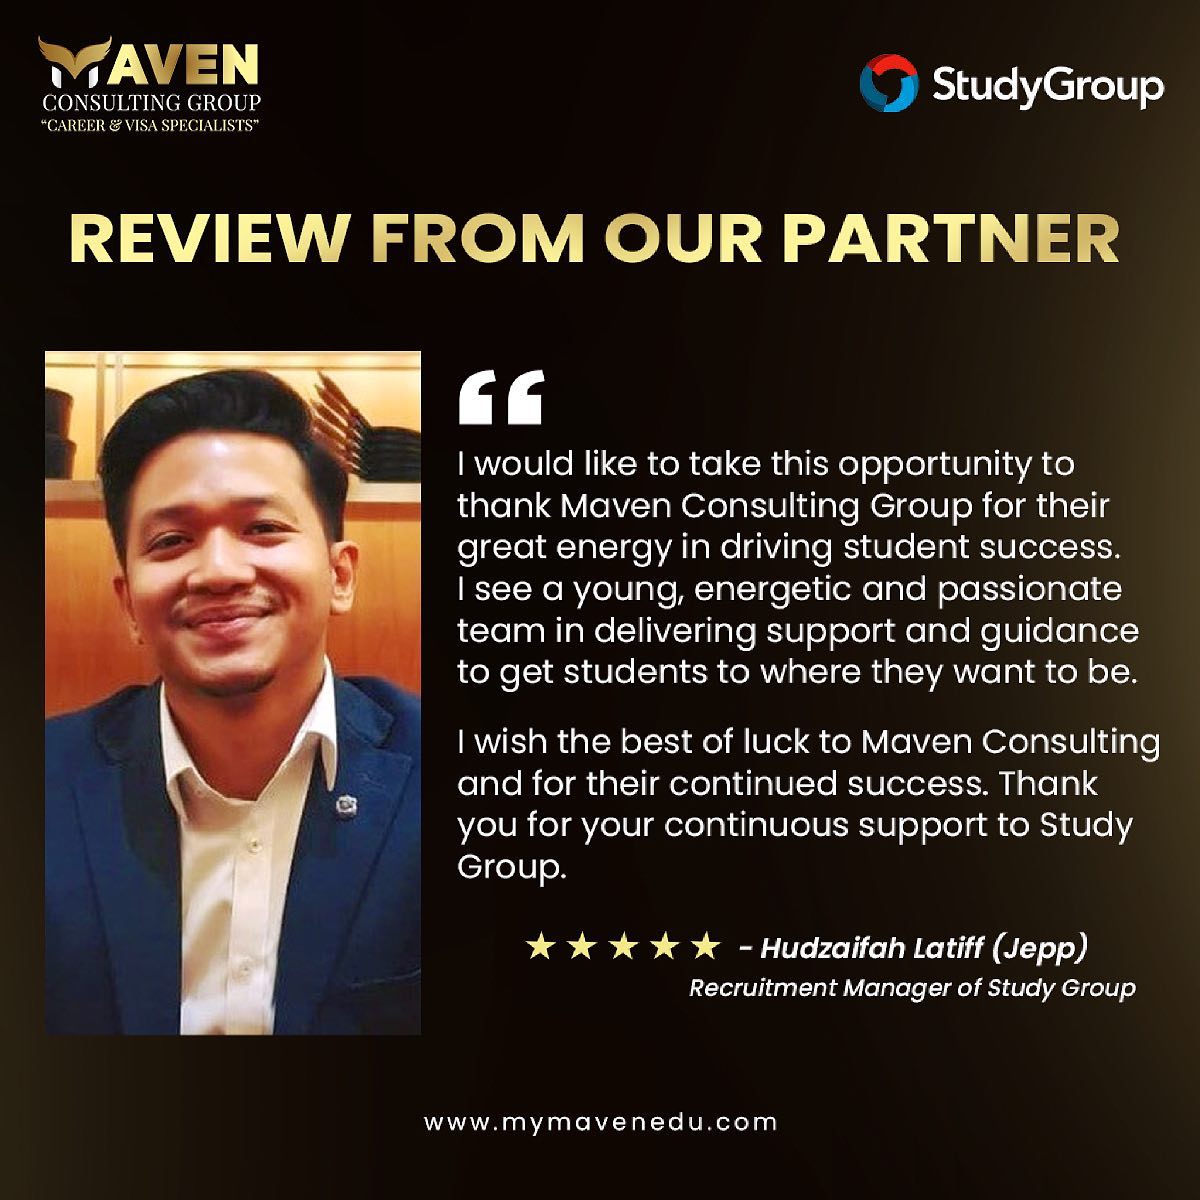 MAVEN
CONSULTING GROUP
"CAREER & VISA SPECIALISTS"
StudyGroup
REVIEW FROM OUR PARTNER
“
I would like to take this opportunity to
thank Maven Consulting Group for their
great energy in driving student success.
I see a young, energetic and passionate
team in delivering support and guidance
to get students to where they want to be.
I wish the best of luck to Maven Consulting
and for their continued success. Thank
you for your continuous support to Study
Group.
- Hudzaifah Latiff (Jepp)
Recruitment Manager of Study Group
www.mymavenedu.com